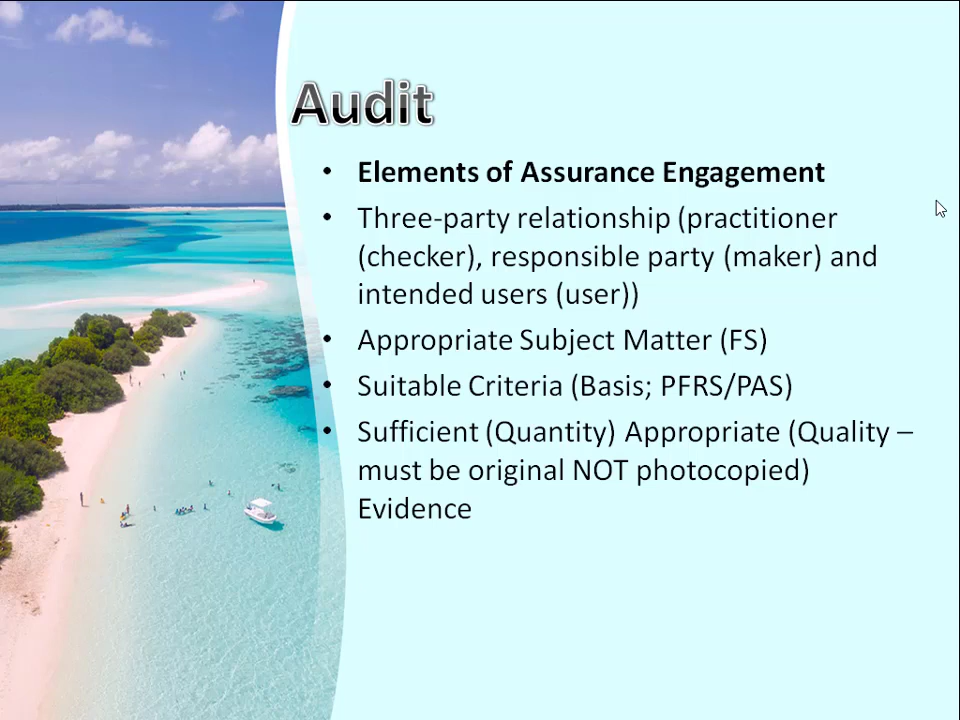 Audit
• Elements of Assurance Engagement
• Three-party relationship (practitioner
(checker), responsible party (maker) and
intended users (user))
• Appropriate Subject Matter (FS)
• Suitable Criteria (Basis; PFRS/PAS)
• Sufficient (Quantity) Appropriate (Quality –
must be original NOT photocopied)
Evidence